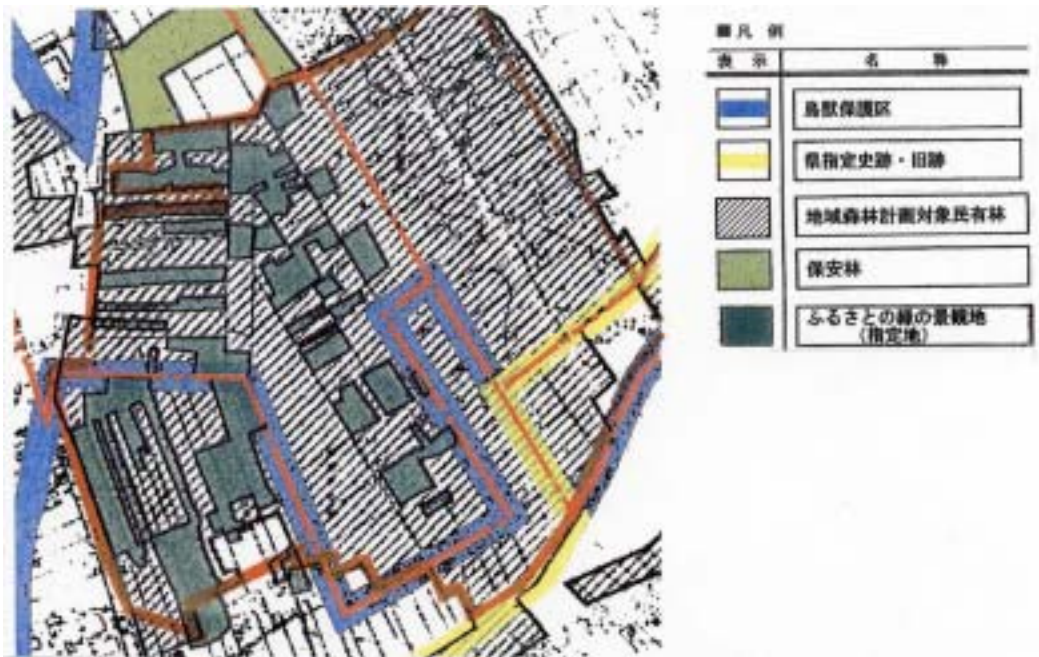 ■凡 例
表 示 名 称
鳥獣保護区
県指定史跡・旧跡
地域森林計画対象民有林
保安林
ふるさとの緑の景観地
(指定地)